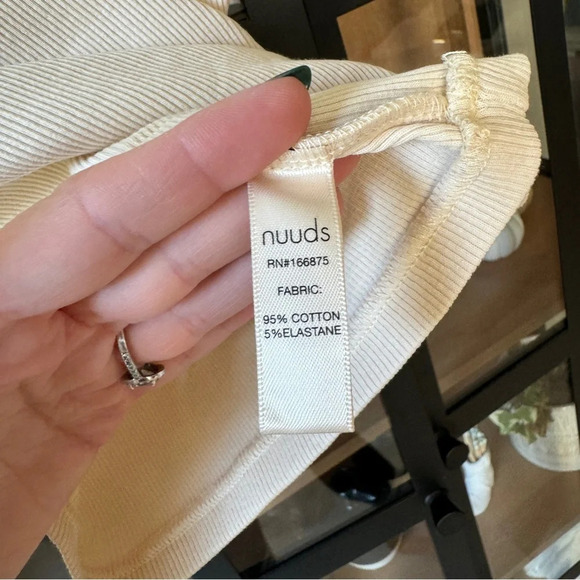 nuuds
RN#166875
FABRIC:
95% COTTON
5%ELASTANE